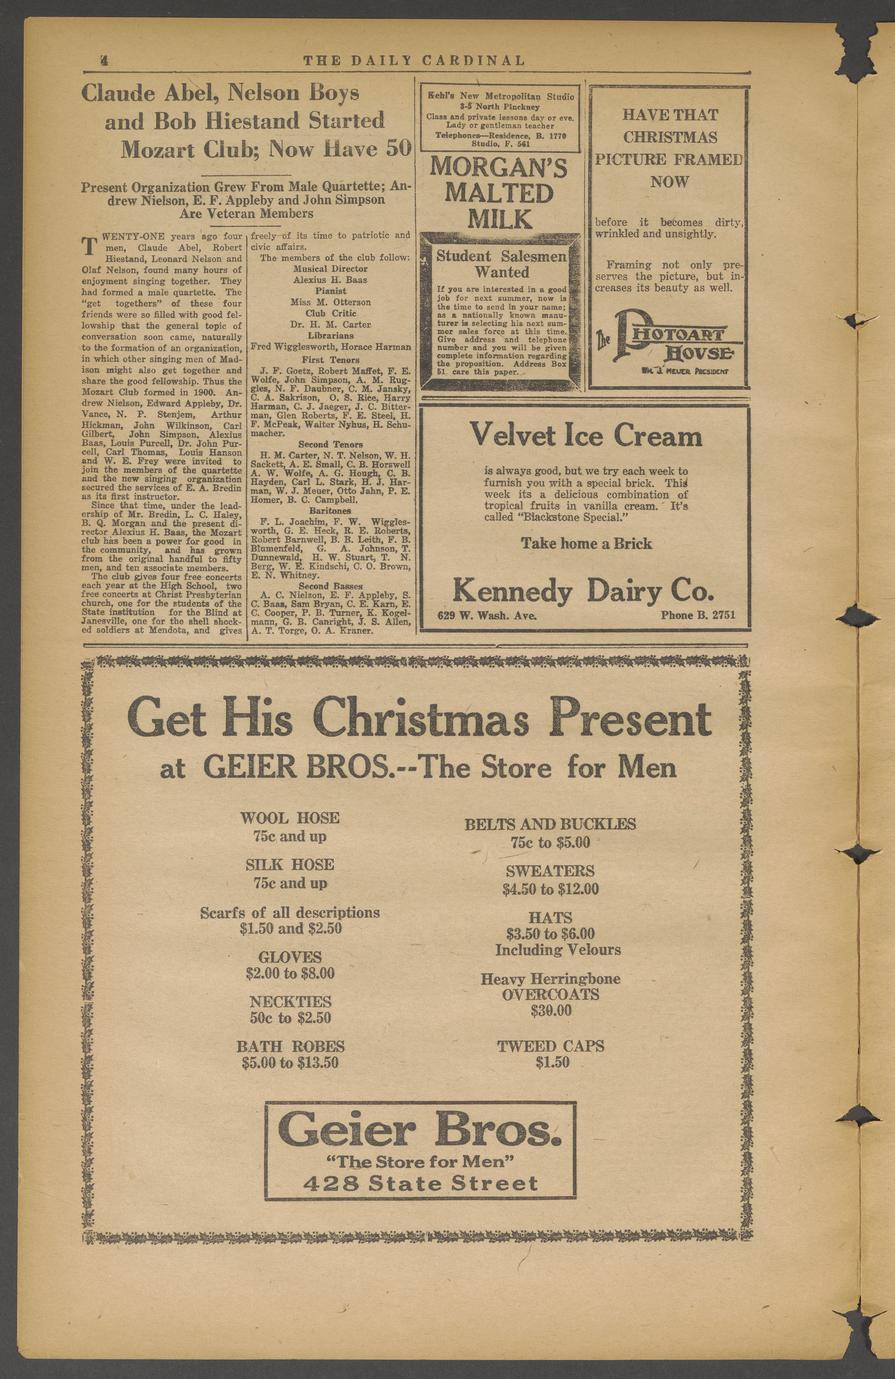 4
THE DAILY CARDINAL
Claude Abel, Nelson Boys
and Bob Hiestand Started
Mozart Club; Now Have 50
Present Organization Grew From Male Quartette; An-
drew Nielson, E. F. Appleby and John Simpson
Are Veteran Members
TWENTY-ONE years ago four
men, Claude Abel, Robert
Hiestand, Leonard Nelson and
Olaf Nelson, found many hours of
enjoyment singing together. They
had formed a male quartette. The
"get togethers" of these four
friends were so filled with good fel-
lowship that the general topic of
conversation soon came, naturally
to the formation of an organization,
in which other singing men of Mad-
ison might also get together and
share the good fellowship. Thus the
Mozart Club formed in 1900. An-
drew Nielson, Edward Appleby, Dr.
Vance, N. P. Stenjem, Arthur
Hickman, John Wilkinson, Carl
Gilbert, John Simpson, Alexius
Baas, Louis Purcell, Dr. John Pur-
cell, Carl Thomas, Louis Hanson
and W. E. Frey were invited to
join the members of the quartette
and the new singing organization
secured the services of E. A. Bredin
as its first instructor.
Since that time, under the lead-
ership of Mr. Bredin, L. C. Haley,
B. Q. Morgan and the present di-
rector Alexius H. Baas, the Mozart
club has been a power for good in
the community, and has grown
from the original handful to fifty
men, and ten associate members.
The club gives four free concerts
each year at the High School, two
free concerts at Christ Presbyterian
church, one for the students of the
State institution for the Blind at
Janesville, one for the shell shock-
ed soldiers at Mendota, and gives
freely of its time to patriotic and
civic affairs.
The members of the club follow:
Musical Director
Alexius H. Baas
Pianist
Miss M. Otterson
Club Critic
Dr. H. M. Carter
Librarians
Fred Wigglesworth, Horace Harman
First Tenors
J. F. Goetz, Robert Maffet, F. E.
Wolfe, John Simpson, A. M. Rug-
gles, N. F. Daubner, C. M. Jansky,
C. A. Sakrison, O. S. Rice, Harry
Harman, C. J. Jaeger, J. C. Bitter-
man, Glen Roberts, F. E. Steel, H.
F. McPeak, Walter Nyhus, H. Schu-
macher.
Second Tenors
H. M. Carter, N. T. Nelson, W. H.
Sackett, A. E. Small, C. B. Horswell
A. W. Wolfe, A. G. Hough, C. B.
Hayden, Carl L. Stark, H. J. Har-
man, W. J. Meuer, Otto Jahn, P. E.
Homer, B. C. Campbell.
Baritones
F. L. Joachim, F. W. Wiggles-
worth, G. E. Heck, R. E. Roberts,
Robert Barnwell, B. B. Leith, F. B.
Blumenfeld, G. A. Johnson, T.
Dunnewald, H. W. Stuart, T. N.
Berg, W. E. Kindschi, C. O. Brown,
E. N. Whitney.
Second Basses
A. C. Nielson, E. F. Appleby, S.
C. Baas, Sam Bryan, C. E. Karn, E.
C. Cooper, P. B. Turner, K. Kogel-
mann, G. B. Canright, J. S. Allen,
A. T. Torge, O. A. Kraner.
Kehl's New Metropolitan Studio
3-5 North Pinckney
Class and private lessons day or eve.
Lady or gentleman teacher
Telephones—Residence, B. 1770
Studio, F. 561
MORGAN'S
MALTED
MILK
Student Salesmen
Wanted
If you are interested in a good
job for next summer, now is
the time to send in your name;
as a nationally known manu-
turer is selecting his next sum-
mer sales force at this time.
Give address and telephone
number and you will be given
complete information regarding
the proposition. Address Box
51 care this paper.
HAVE THAT
CHRISTMAS
PICTURE FRAMED
NOW
before it becomes dirty,
wrinkled and unsightly.
Framing not only pre-
serves the picture, but in-
creases its beauty as well.
The PHOTOART
HOUSE
Wm. J. MEUER PRESIDENT
Velvet Ice Cream
is always good, but we try each week to
furnish you with a special brick. This
week its a delicious combination of
tropical fruits in vanilla cream. It's
called "Blackstone Special."
Take home a Brick
Kennedy Dairy Co.
629 W. Wash. Ave. Phone B. 2751
Get His Christmas Present
at GEIER BROS.--The Store for Men
WOOL HOSE
75c and up
SILK HOSE
75c and up
Scarfs of all descriptions
$1.50 and $2.50
GLOVES
$2.00 to $8.00
NECKTIES
50c to $2.50
BATH ROBES
$5.00 to $13.50
BELTS AND BUCKLES
75c to $5.00
SWEATERS
$4.50 to $12.00
HATS
$3.50 to $6.00
Including Velours
Heavy Herringbone
OVERCOATS
$30.00
TWEED CAPS
$1.50
Geier Bros.
"The Store for Men"
428 State Street